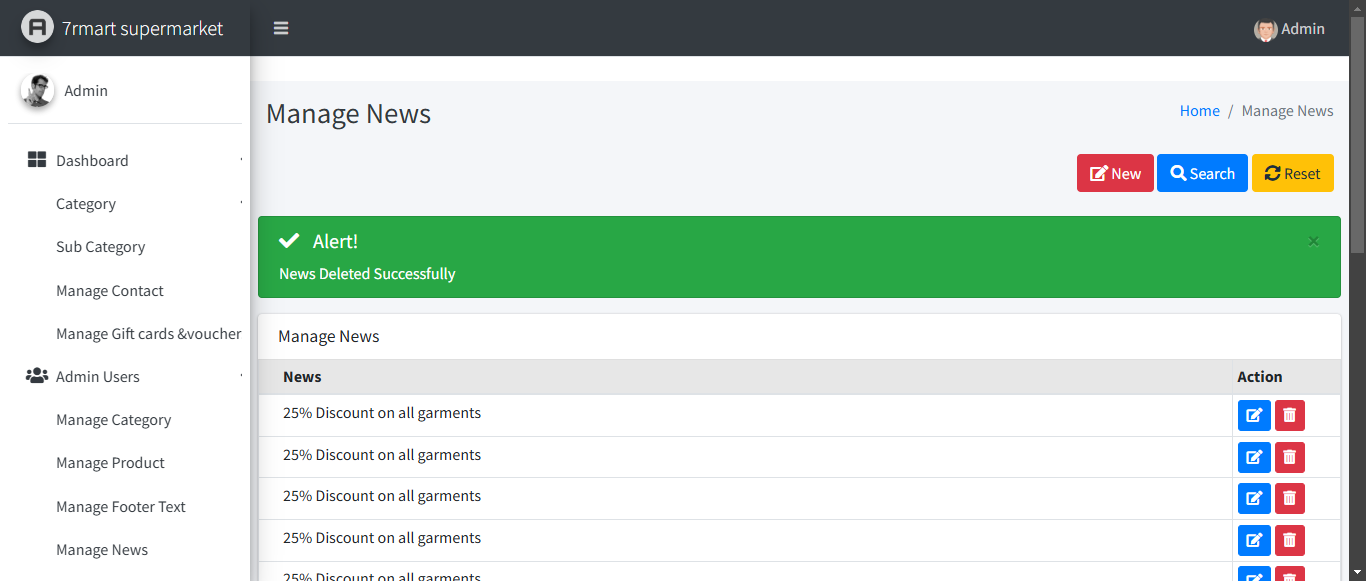 7rmart supermarket
Admin
Admin
Manage News
Home / Manage News
Dashboard
Category
Sub Category
Manage Contact
Manage Gift cards &voucher
Admin Users
Manage Category
Manage Product
Manage Footer Text
Manage News
New Search Reset
Alert! ×
News Deleted Successfully
Manage News
News Action
25% Discount on all garments
25% Discount on all garments
25% Discount on all garments
25% Discount on all garments
25% Discount on all garments